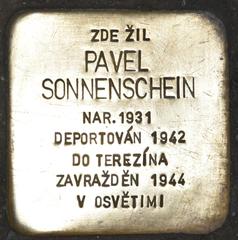 ZDE ŽIL
PAVEL
SONNENSCHEIN
NAR. 1931
DEPORTOVÁN 1942
DO TEREZÍNA
ZAVRAŽDĚN 1944
V OSVĚTIMI